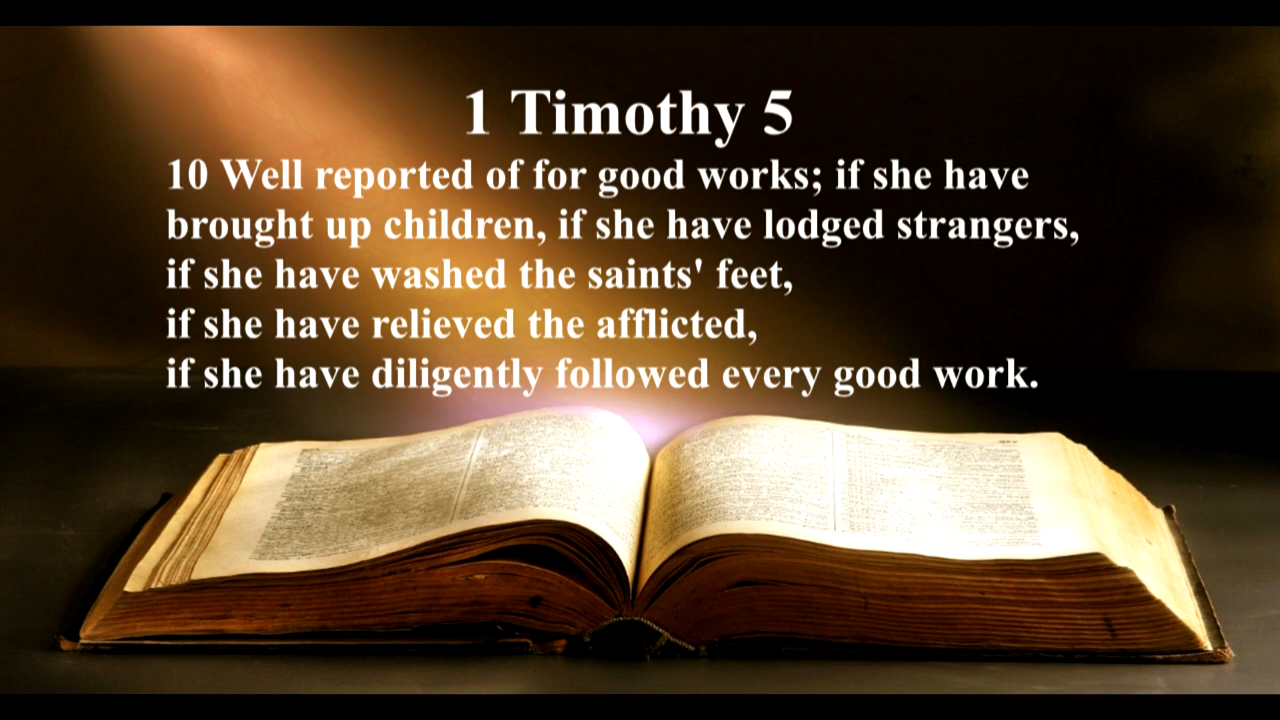 1 Timothy 5
10 Well reported of for good works; if she have
brought up children, if she have lodged strangers,
if she have washed the saints' feet,
if she have relieved the afflicted,
if she have diligently followed every good work.